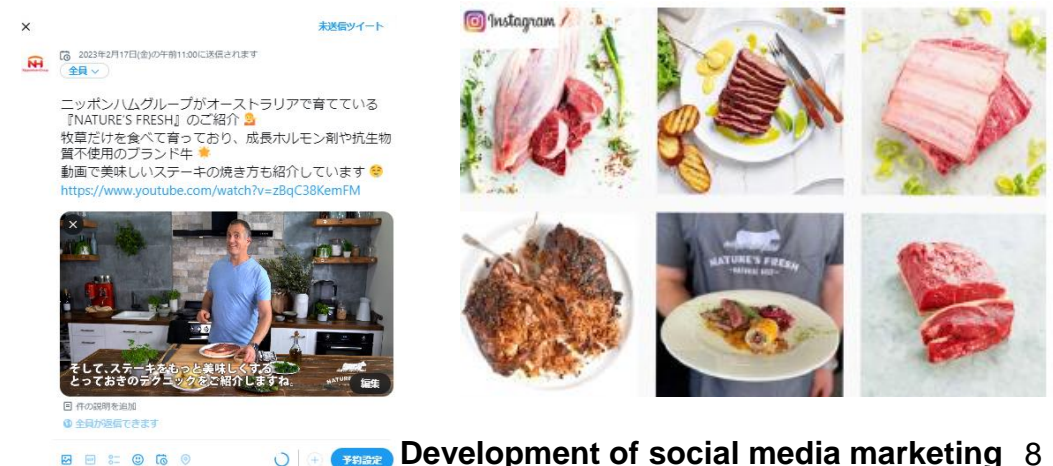 未送信ツイート
2023年2月17日(金)の午前11:00に送信されます
全員
ニッポンハムグループがオーストラリアで育てている
『NATURE'S FRESH』のご紹介
牧草だけを食べて育っており、成長ホルモン剤や抗生物
質不使用のブランド牛
動画で美味しいステーキの焼き方も紹介しています
https://www.youtube.com/watch?v=zBqC38KemFM
そして、ステーキをもっと美味しくする
とっておきのテクニックをご紹介しますね。
編集
件の説明を追加
全員が返信できます
予約設定
Instagram
NATURE'S FRESH
NATURAL BEEF
Development of social media marketing 8